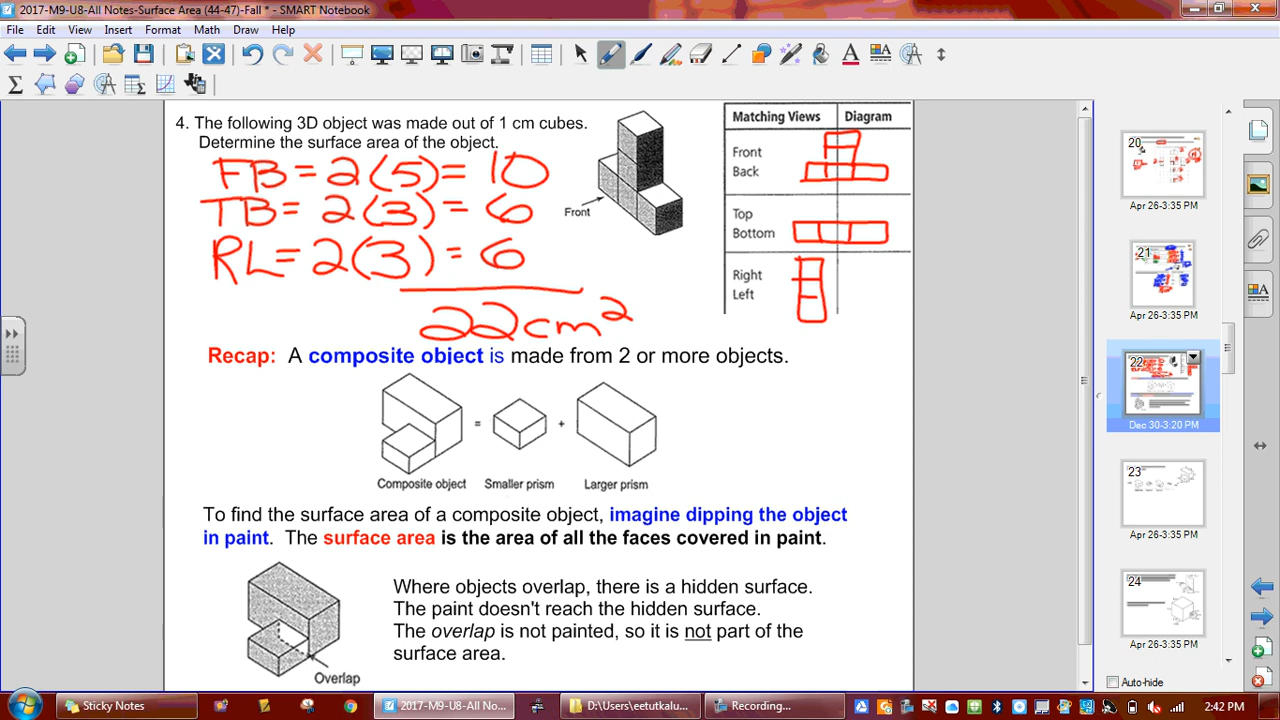 2017-M9-U8-All Notes-Surface Area (44-47)-Fall * - SMART Notebook
File Edit View Insert Format Math Draw Help
4. The following 3D object was made out of 1 cm cubes.
Determine the surface area of the object.
FB = 2(5) = 10
TB = 2(3) = 6
RL = 2(3) = 6
22cm²
Front
Matching Views Diagram
Front
Back
Top
Bottom
Right
Left
Recap: A composite object is made from 2 or more objects.
= +
Composite object Smaller prism Larger prism
To find the surface area of a composite object, imagine dipping the object
in paint. The surface area is the area of all the faces covered in paint.
Where objects overlap, there is a hidden surface.
The paint doesn't reach the hidden surface.
The overlap is not painted, so it is not part of the
surface area.
Overlap
20
Apr 26-3:35 PM
21
Apr 26-3:35 PM
22
Dec 30-3:20 PM
23
Apr 26-3:35 PM
24
Apr 26-3:35 PM
Auto-hide
Sticky Notes
2017-M9-U8-All No...
D:\Users\eetutkalu...
Recording...
2:42 PM